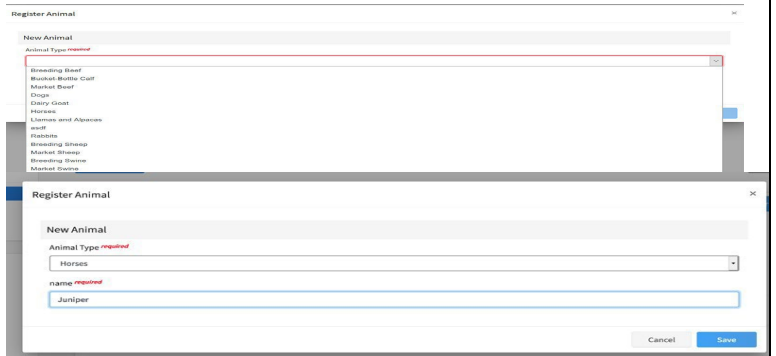 Register Animal ×
New Animal
Animal Type required
Breeding Beef
Bucket-Bottle Calf
Market Beef
Dogs
Dairy Goat
Horses
Llamas and Alpacas
asdf
Rabbits
Breeding Sheep
Market Sheep
Breeding Swine
Market Swine
Register Animal ×
New Animal
Animal Type required
Horses
name required
Juniper
Cancel Save